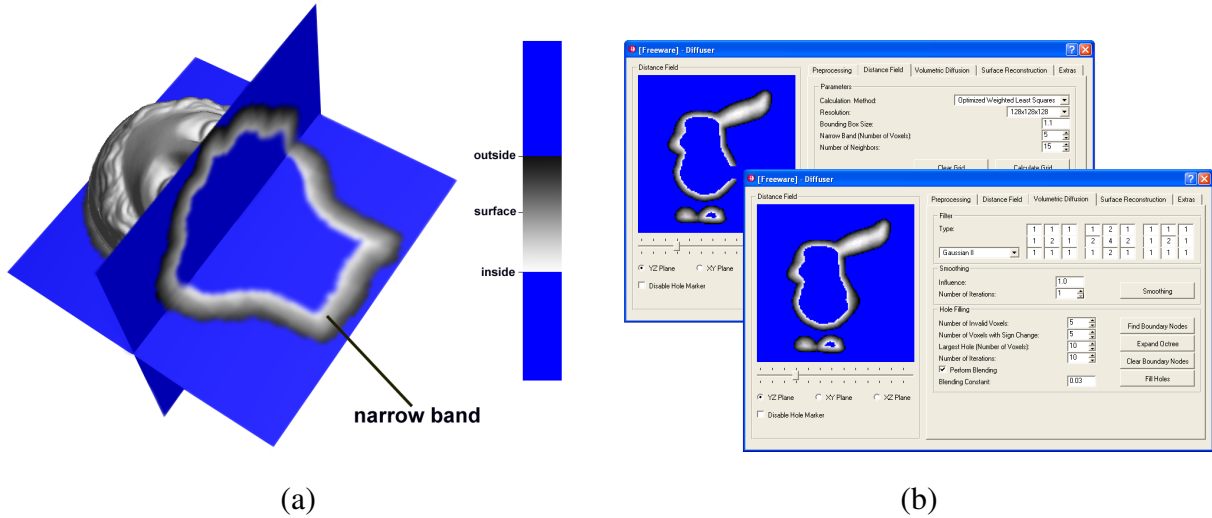 outside
surface
inside
narrow band
(a)
[Freeware] - Diffuser
Distance Field
Preprocessing Distance Field Volumetric Diffusion Surface Reconstruction Extras
Parameters
Calculation Method: Optimized Weighted Least Squares
Resolution: 128x128x128
Bounding Box Size: 1.1
Narrow Band (Number of Voxels): 5
Number of Neighbors: 15
Clear Grid Calculate Grid
YZ Plane XY Plane
Disable Hole Marker
[Freeware] - Diffuser
Distance Field
Preprocessing Distance Field Volumetric Diffusion Surface Reconstruction Extras
Filter
Type: 1 1 1 1 2 1 1 1 1
1 2 1 2 4 2 1 2 1
Gaussian II 1 1 1 1 2 1 1 1 1
Smoothing
Influence: 1.0
Number of Iterations: 1 Smoothing
Hole Filling
Number of Invalid Voxels: 5 Find Boundary Nodes
Number of Voxels with Sign Change: 5
Largest Hole (Number of Voxels): 10 Expand Octree
Number of Iterations: 10 Clear Boundary Nodes
Perform Blending
Blending Constant: 0.03 Fill Holes
YZ Plane XY Plane XZ Plane
Disable Hole Marker
(b)